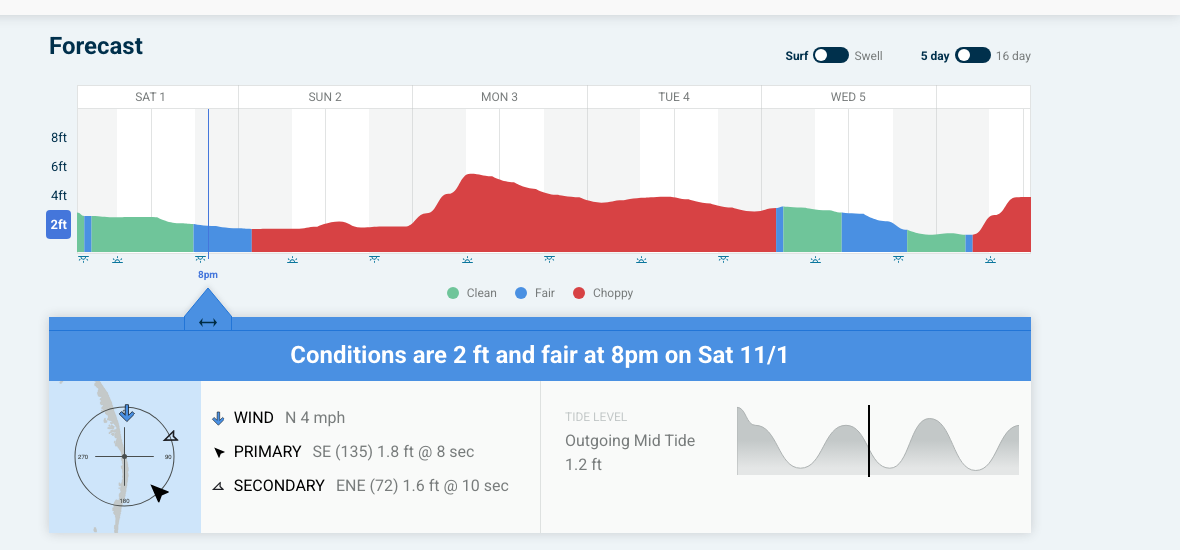 Forecast
Surf Swell 5 day 16 day
SAT 1 SUN 2 MON 3 TUE 4 WED 5
8ft
6ft
4ft
2ft
8pm
Clean Fair Choppy
Conditions are 2 ft and fair at 8pm on Sat 11/1
WIND N 4 mph
PRIMARY SE (135) 1.8 ft @ 8 sec
SECONDARY ENE (72) 1.6 ft @ 10 sec
270 90
180
TIDE LEVEL
Outgoing Mid Tide
1.2 ft